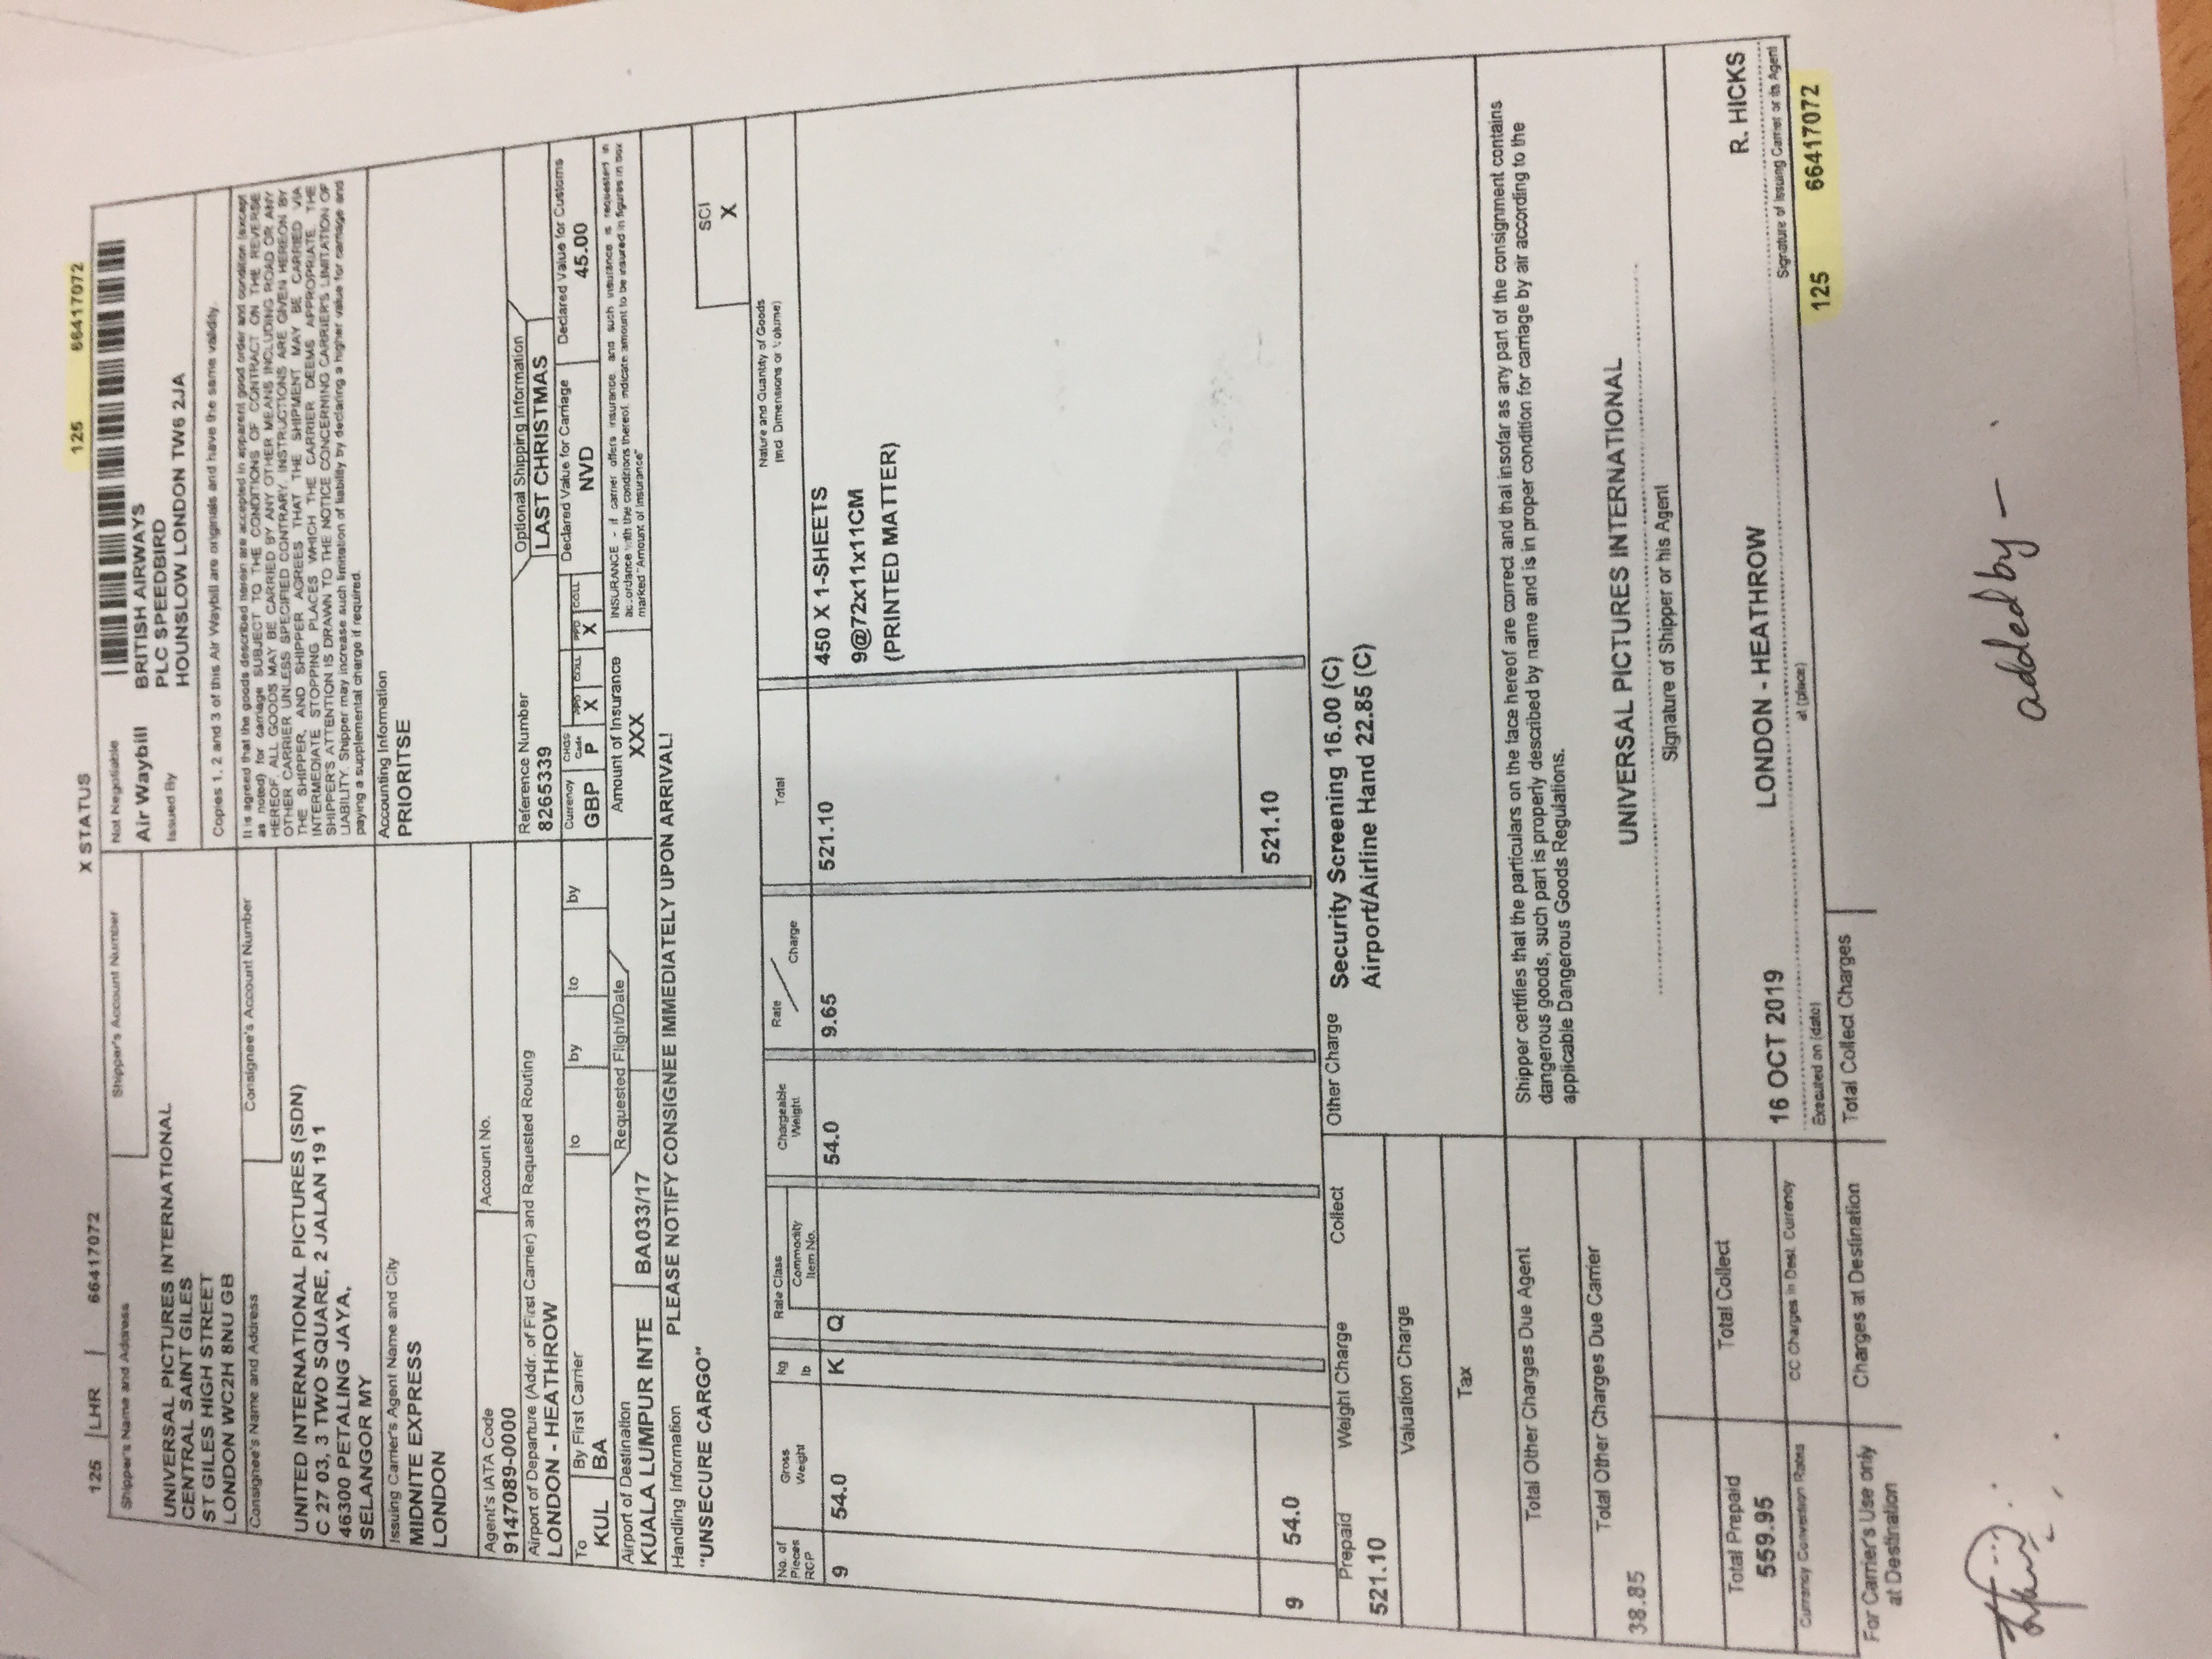 125 | LHR | 66417072
X STATUS
125 66417072
Shipper's Name and Address
Shipper's Account Number
UNIVERSAL PICTURES INTERNATIONAL
CENTRAL SAINT GILES
ST GILES HIGH STREET
LONDON WC2H 8NU GB
Not Negotiable
Air Waybill
Issued By
BRITISH AIRWAYS
PLC SPEEDBIRD
HOUNSLOW LONDON TW6 2JA
Copies 1, 2 and 3 of this Air Waybill are originals and have the same validity.
Consignee's Name and Address
Consignee's Account Number
UNITED INTERNATIONAL PICTURES (SDN)
C 27 03, 3 TWO SQUARE, 2 JALAN 19 1
46300 PETALING JAYA,
SELANGOR MY
It is agreed that the goods described herein are accepted in apparent good order and condition (except
as noted) for carriage SUBJECT TO THE CONDITIONS OF CONTRACT ON THE REVERSE
HEREOF. ALL GOODS MAY BE CARRIED BY ANY OTHER MEANS INCLUDING ROAD OR ANY
OTHER CARRIER UNLESS SPECIFIED CONTRARY. INSTRUCTIONS ARE GIVEN HEREON BY
THE SHIPPER, AND SHIPPER AGREES THAT THE SHIPMENT MAY BE CARRIED VIA
INTERMEDIATE STOPPING PLACES WHICH THE CARRIER DEEMS APPROPRIATE. THE
SHIPPER'S ATTENTION IS DRAWN TO THE NOTICE CONCERNING CARRIER'S LIMITATION OF
LIABILITY. Shipper may increase such limitation of liability by declaring a higher value for carriage and
paying a supplemental charge if required.
Issuing Carrier's Agent Name and City
MIDNITE EXPRESS
LONDON
Accounting Information
PRIORITSE
Agent's IATA Code
9147089-0000
Account No.
Airport of Departure (Addr. of First Carrier) and Requested Routing
LONDON - HEATHROW
Reference Number
8265339
Optional Shipping Information
LAST CHRISTMAS
To
KUL
By First Carrier
BA
to by to by
Currency
GBP
CHGS Code
P
PPD COLL PPD COLL
X X
Declared Value for Carriage
NVD
Declared Value for Customs
45.00
Airport of Destination
KUALA LUMPUR INTE
Requested Flight/Date
BA033/17
Amount of Insurance
XXX
INSURANCE - if carrier offers insurance, and such insurance is requested in
accordance with the conditions thereof, indicate amount to be insured in figures in box
marked "Amount of Insurance"
Handling Information
PLEASE NOTIFY CONSIGNEE IMMEDIATELY UPON ARRIVAL!
"UNSECURE CARGO"
SCI
X
No. of Pieces RCP
Gross Weight
kg lb
Rate Class
Commodity Item No.
Chargeable Weight
Rate / Charge
Total
Nature and Quantity of Goods
(incl. Dimensions or Volume)
9 54.0 K Q 54.0 9.65 521.10
450 X 1-SHEETS
9@72x11x11CM
(PRINTED MATTER)
9 54.0 521.10
Prepaid Weight Charge Collect
521.10
Other Charge
Security Screening 16.00 (C)
Airport/Airline Hand 22.85 (C)
Valuation Charge
Tax
Total Other Charges Due Agent
Total Other Charges Due Carrier
38.85
Shipper certifies that the particulars on the face hereof are correct and that insofar as any part of the consignment contains
dangerous goods, such part is properly described by name and is in proper condition for carriage by air according to the
applicable Dangerous Goods Regulations.
UNIVERSAL PICTURES INTERNATIONAL
Signature of Shipper or his Agent
Total Prepaid
559.95
Total Collect
Currency Convertion Rates
CC Charges in Dest. Currency
16 OCT 2019
Executed on (date)
LONDON - HEATHROW
at (place)
R. HICKS
Signature of Issuing Carrier or its Agent
For Carrier's Use only
at Destination
Charges at Destination
Total Collect Charges
125 66417072
added by –